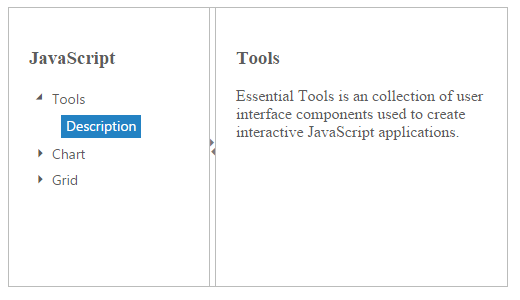 JavaScript
Tools
Description
Chart
Grid
Tools
Essential Tools is an collection of user
interface components used to create
interactive JavaScript applications.